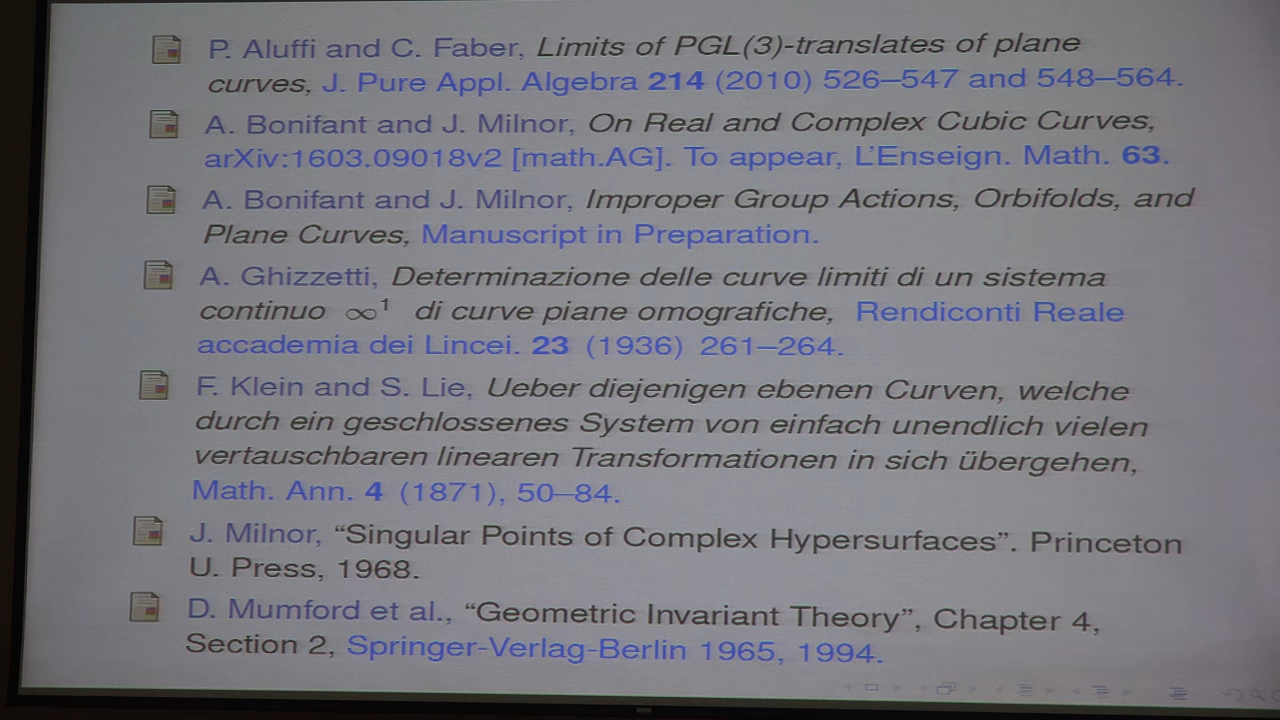 P. Aluffi and C. Faber, Limits of PGL(3)-translates of plane
curves, J. Pure Appl. Algebra 214 (2010) 526–547 and 548–564.
A. Bonifant and J. Milnor, On Real and Complex Cubic Curves,
arXiv:1603.09018v2 [math.AG]. To appear, L'Enseign. Math. 63.
A. Bonifant and J. Milnor, Improper Group Actions, Orbifolds, and
Plane Curves, Manuscript in Preparation.
A. Ghizzetti, Determinazione delle curve limiti di un sistema
continuo ∞¹ di curve piane omografiche, Rendiconti Reale
accademia dei Lincei. 23 (1936) 261–264.
F. Klein and S. Lie, Ueber diejenigen ebenen Curven, welche
durch ein geschlossenes System von einfach unendlich vielen
vertauschbaren linearen Transformationen in sich übergehen,
Math. Ann. 4 (1871), 50–84.
J. Milnor, “Singular Points of Complex Hypersurfaces”. Princeton
U. Press, 1968.
D. Mumford et al., “Geometric Invariant Theory”, Chapter 4,
Section 2, Springer-Verlag-Berlin 1965, 1994.